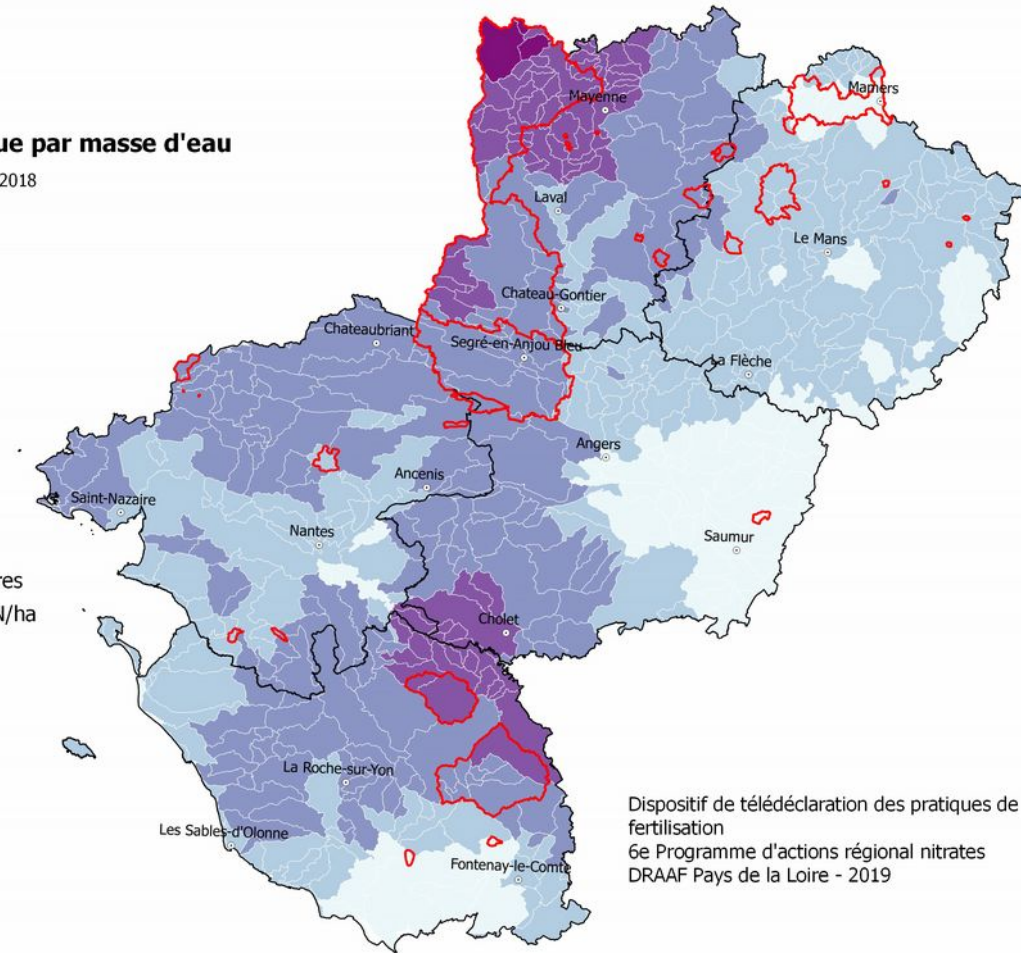 ue par masse d'eau
2018
Mamers
Mayenne
Laval
Le Mans
Chateau-Gontier
Chateaubriant
Segré-en-Anjou Bleu
La Flèche
Angers
Ancenis
Saint-Nazaire
Nantes
Saumur
res
N/ha
Cholet
La Roche-sur-Yon
Les Sables-d'Olonne
Fontenay-le-Comte
Dispositif de télédéclaration des pratiques de
fertilisation
6e Programme d'actions régional nitrates
DRAAF Pays de la Loire - 2019